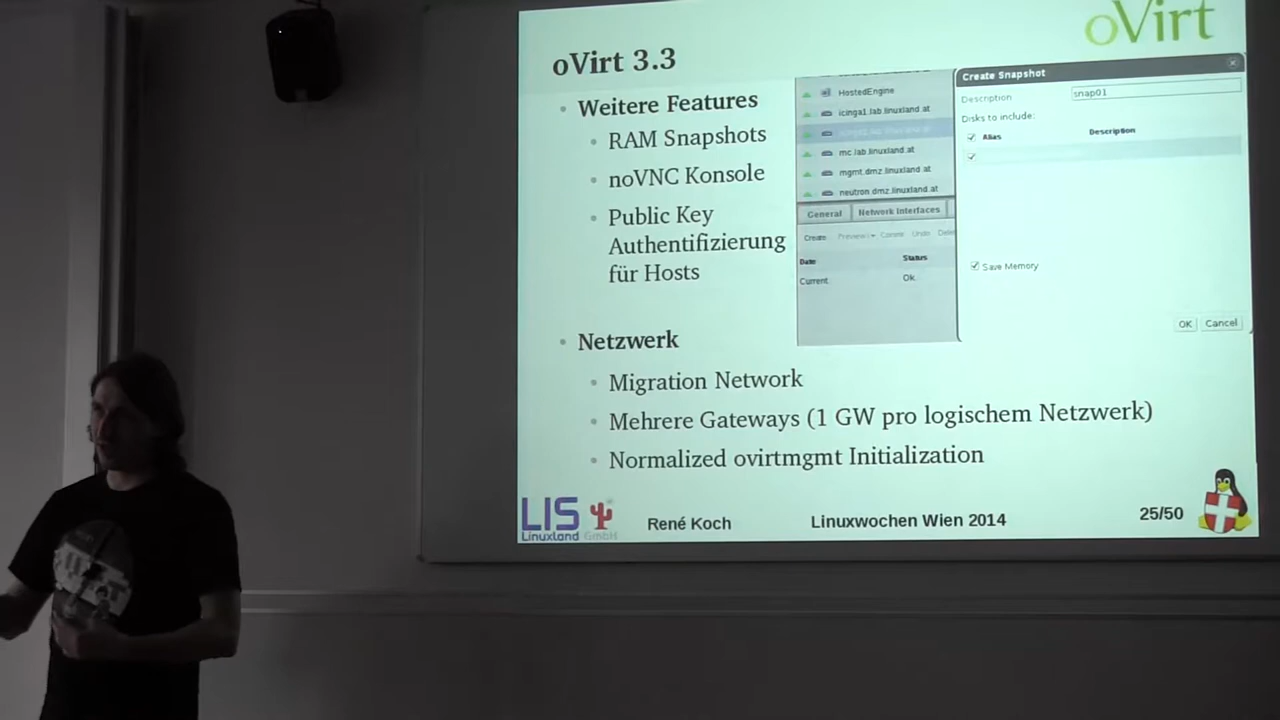 oVirt
oVirt 3.3
Weitere Features
RAM Snapshots
noVNC Konsole
Public Key
Authentifizierung
für Hosts
HostedEngine
icinga1.lab.linuxland.at
mc.lab.linuxland.at
mgmt.dmz.linuxland.at
neutron.dmz.linuxland.at
General Network Interfaces
Create Preview Commit Undo
Date Status
Current Ok
Create Snapshot
Description snap01
Disks to include:
Alias Description
Save Memory
OK Cancel
Netzwerk
Migration Network
Mehrere Gateways (1 GW pro logischem Netzwerk)
Normalized ovirtmgmt Initialization
LIS
Linuxland GmbH
René Koch
Linuxwochen Wien 2014
25/50